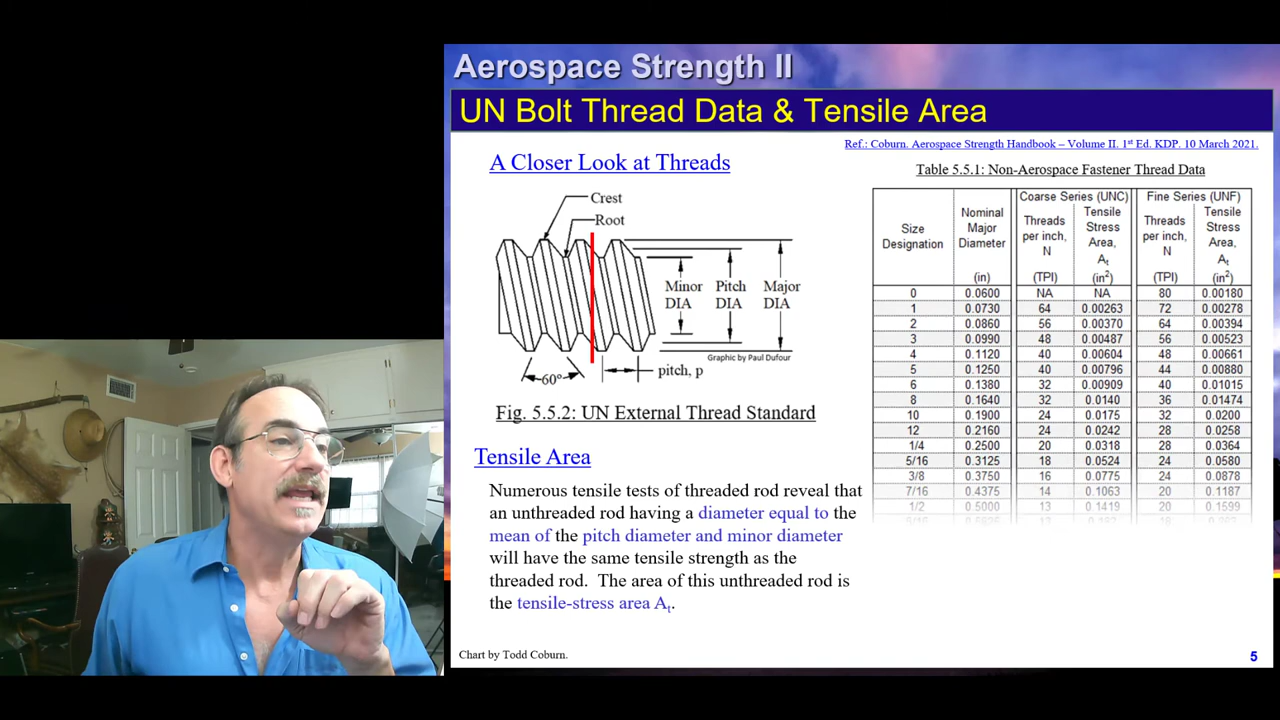 Aerospace Strength II
UN Bolt Thread Data & Tensile Area
Ref.: Coburn. Aerospace Strength Handbook – Volume II. 1st Ed. KDP. 10 March 2021.
A Closer Look at Threads
Crest
Root
Minor DIA
Pitch DIA
Major DIA
Graphic by Paul Dufour
60°
pitch, p
Fig. 5.5.2: UN External Thread Standard
Tensile Area
Numerous tensile tests of threaded rod reveal that
an unthreaded rod having a diameter equal to the
mean of the pitch diameter and minor diameter
will have the same tensile strength as the
threaded rod. The area of this unthreaded rod is
the tensile-stress area At.
Table 5.5.1: Non-Aerospace Fastener Thread Data
Coarse Series (UNC) Fine Series (UNF)
Size Designation
Nominal Major Diameter (in)
Threads per inch, N (TPI)
Tensile Stress Area, At (in2)
Threads per inch, N (TPI)
Tensile Stress Area, At (in2)
0 0.0600 NA NA 80 0.00180
1 0.0730 64 0.00263 72 0.00278
2 0.0860 56 0.00370 64 0.00394
3 0.0990 48 0.00487 56 0.00523
4 0.1120 40 0.00604 48 0.00661
5 0.1250 40 0.00796 44 0.00880
6 0.1380 32 0.00909 40 0.01015
8 0.1640 32 0.0140 36 0.01474
10 0.1900 24 0.0175 32 0.0200
12 0.2160 24 0.0242 28 0.0258
1/4 0.2500 20 0.0318 28 0.0364
5/16 0.3125 18 0.0524 24 0.0580
3/8 0.3750 16 0.0775 24 0.0878
7/16 0.4375 14 0.1063 20 0.1187
1/2 0.5000 13 0.1419 20 0.1599
Chart by Todd Coburn.
5